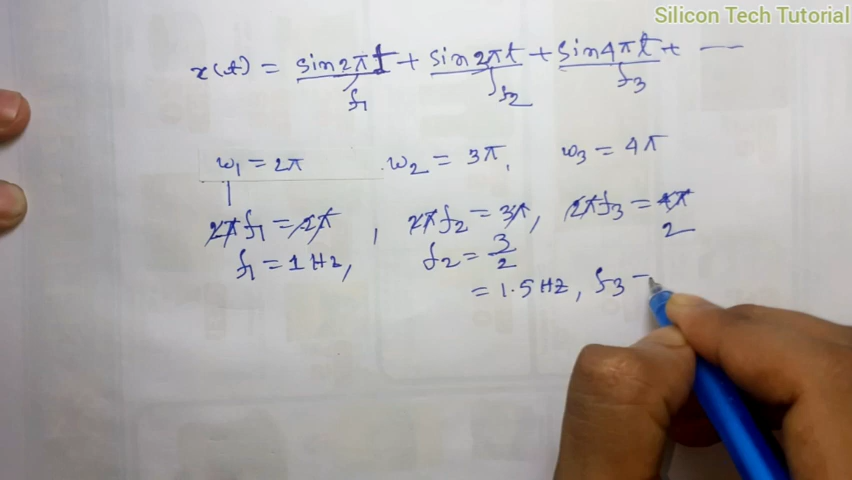 Silicon Tech Tutorial
x(t) = sin2πt + sin2πt + sin4πt + —
f₁ f₂ f₃
ω₁ = 2π ω₂ = 3π, ω₃ = 4π
2πf₁ = 2π, 2πf₂ = 3π, 2πf₃ = 4π
2
f₁ = 1 Hz, f₂ = 3/2
= 1.5 Hz, f₃ =